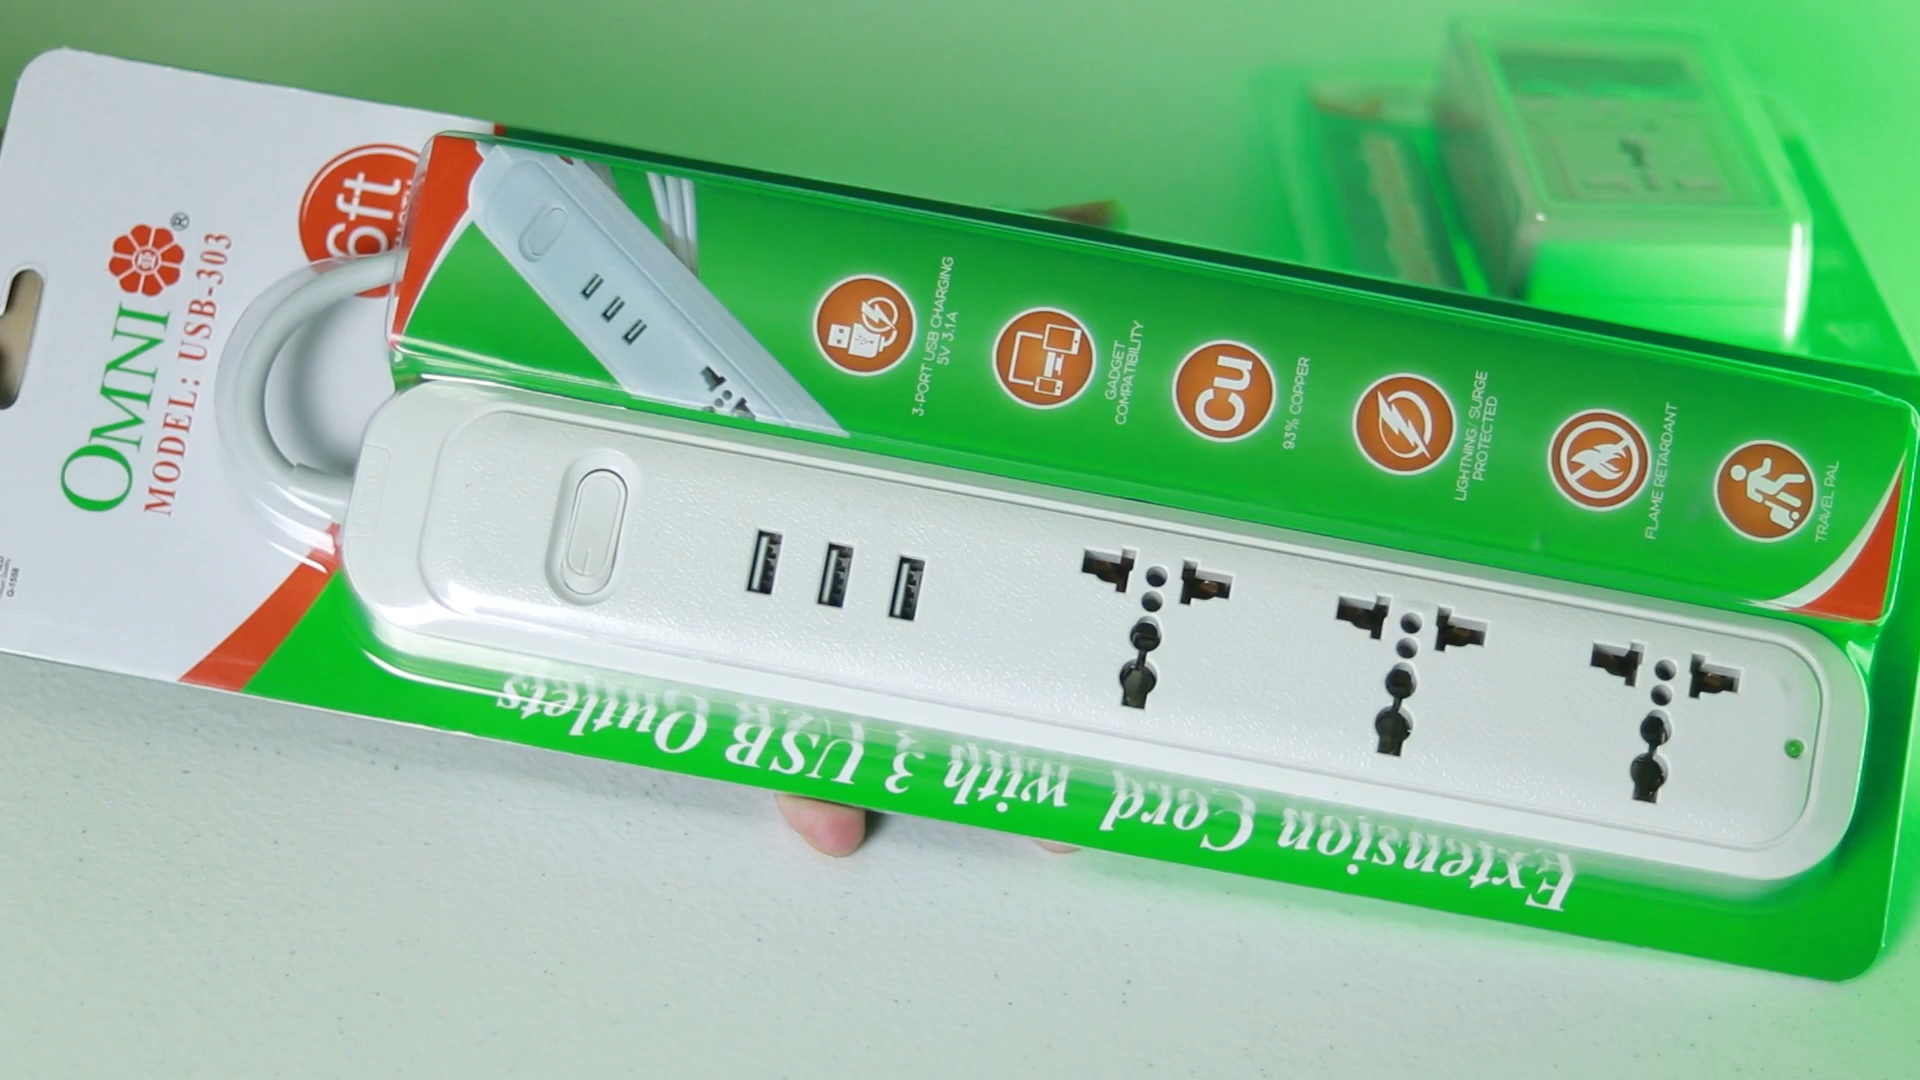 OMNI®
MODEL: USB-303
6ft
3-PORT USB CHARGING
5V 3.1A
GADGET
COMPATIBILITY
Cu
93% COPPER
LIGHTNING/ SURGE
PROTECTED
FLAME RETARDANT
TRAVEL PAL
Extension Cord with 3 USB Outlets
Q-1558